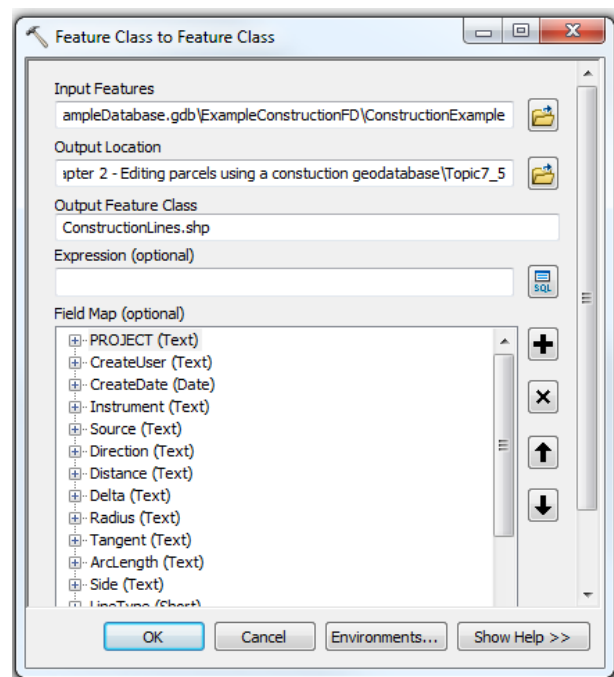 Feature Class to Feature Class
Input Features
ampleDatabase.gdb\ExampleConstructionFD\ConstructionExample
Output Location
apter 2 - Editing parcels using a constuction geodatabase\Topic7_5
Output Feature Class
ConstructionLines.shp
Expression (optional)
SQL
Field Map (optional)
PROJECT (Text)
CreateUser (Text)
CreateDate (Date)
Instrument (Text)
Source (Text)
Direction (Text)
Distance (Text)
Delta (Text)
Radius (Text)
Tangent (Text)
ArcLength (Text)
Side (Text)
LineType (Short)
OK Cancel Environments... Show Help >>